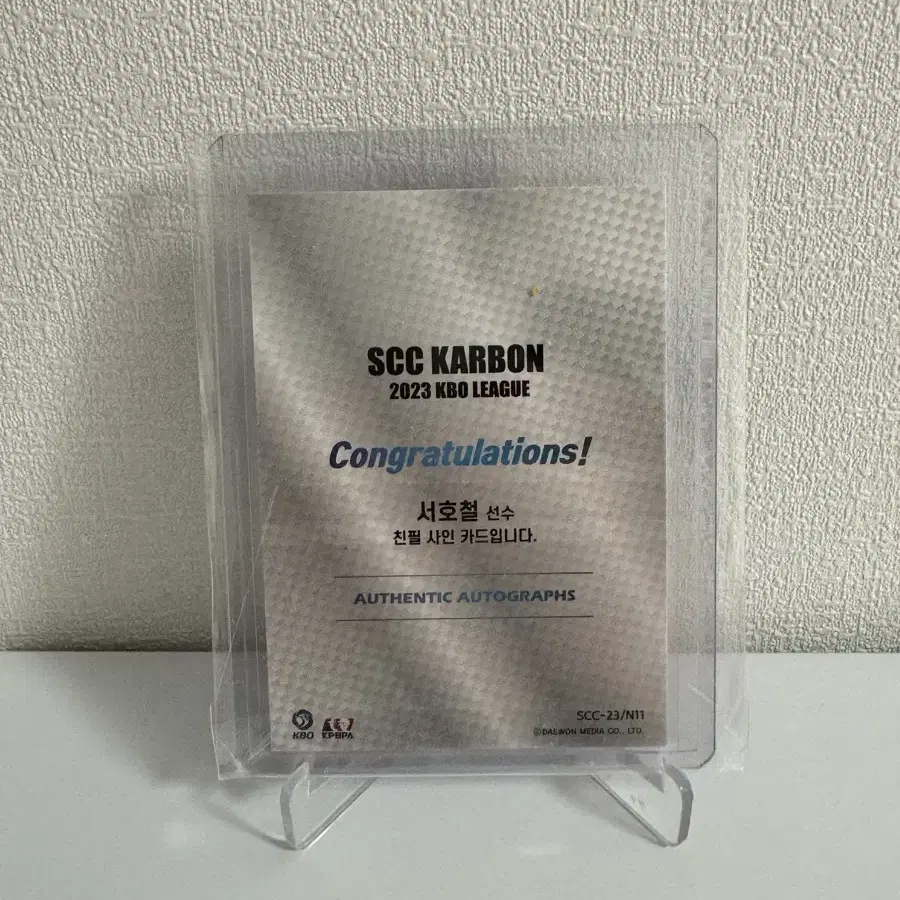 SCC KARBON
2023 KBO LEAGUE
Congratulations!
서호철 선수
친필 사인 카드입니다.
AUTHENTIC AUTOGRAPHS
SCC-23/N11
KBO KPBPA
©DAEWON MEDIA CO., LTD.